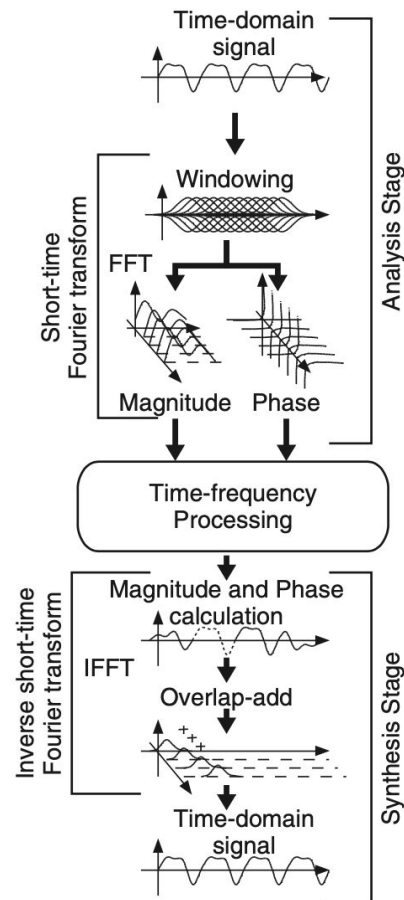 Time-domain
signal
Windowing
FFT
Short-time
Fourier transform
Magnitude
Phase
Analysis Stage
Time-frequency
Processing
Magnitude and Phase
calculation
IFFT
Inverse short-time
Fourier transform
Overlap-add
+
+
+
Time-domain
signal
Synthesis Stage